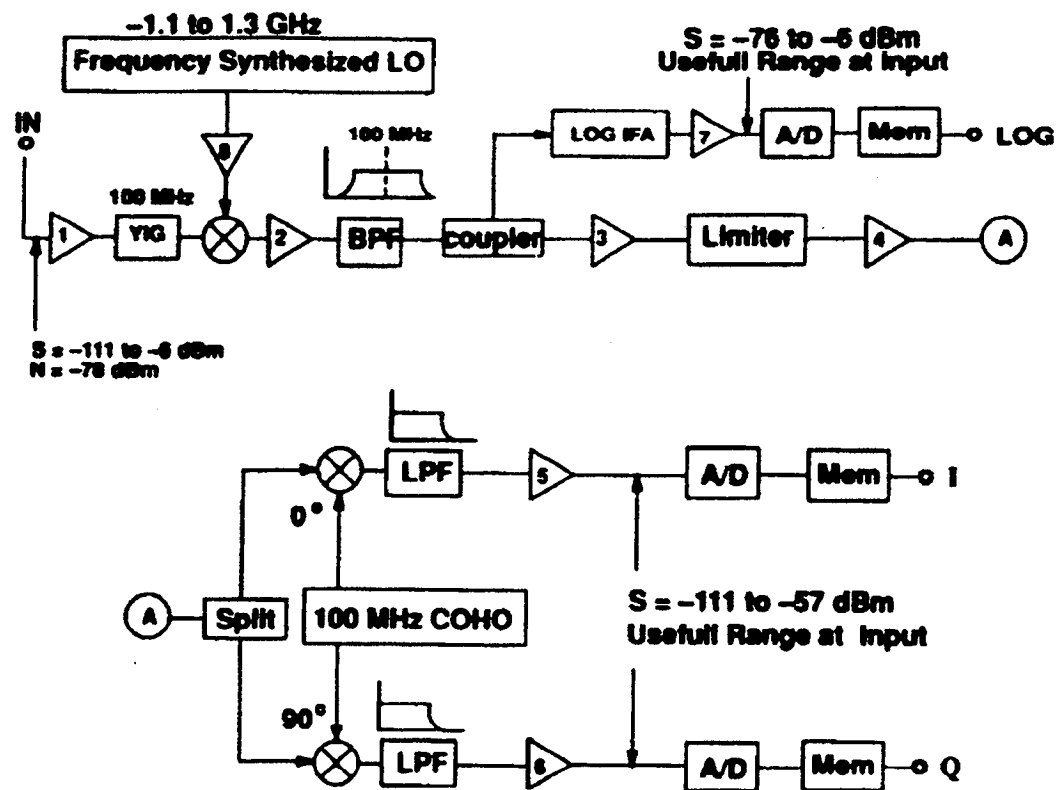 -1.1 to 1.3 GHz
Frequency Synthesized LO
S = -76 to -6 dBm
Usefull Range at Input
IN
8
100 MHz
LOG IFA
7
A/D
Mem
LOG
100 MHz
1
YIG
2
BPF
coupler
3
Limiter
4
A
S = -111 to -6 dBm
N = -78 dBm
LPF
5
A/D
Mem
I
0°
A
Split
100 MHz COHO
S = -111 to -57 dBm
Usefull Range at Input
90°
LPF
6
A/D
Mem
Q